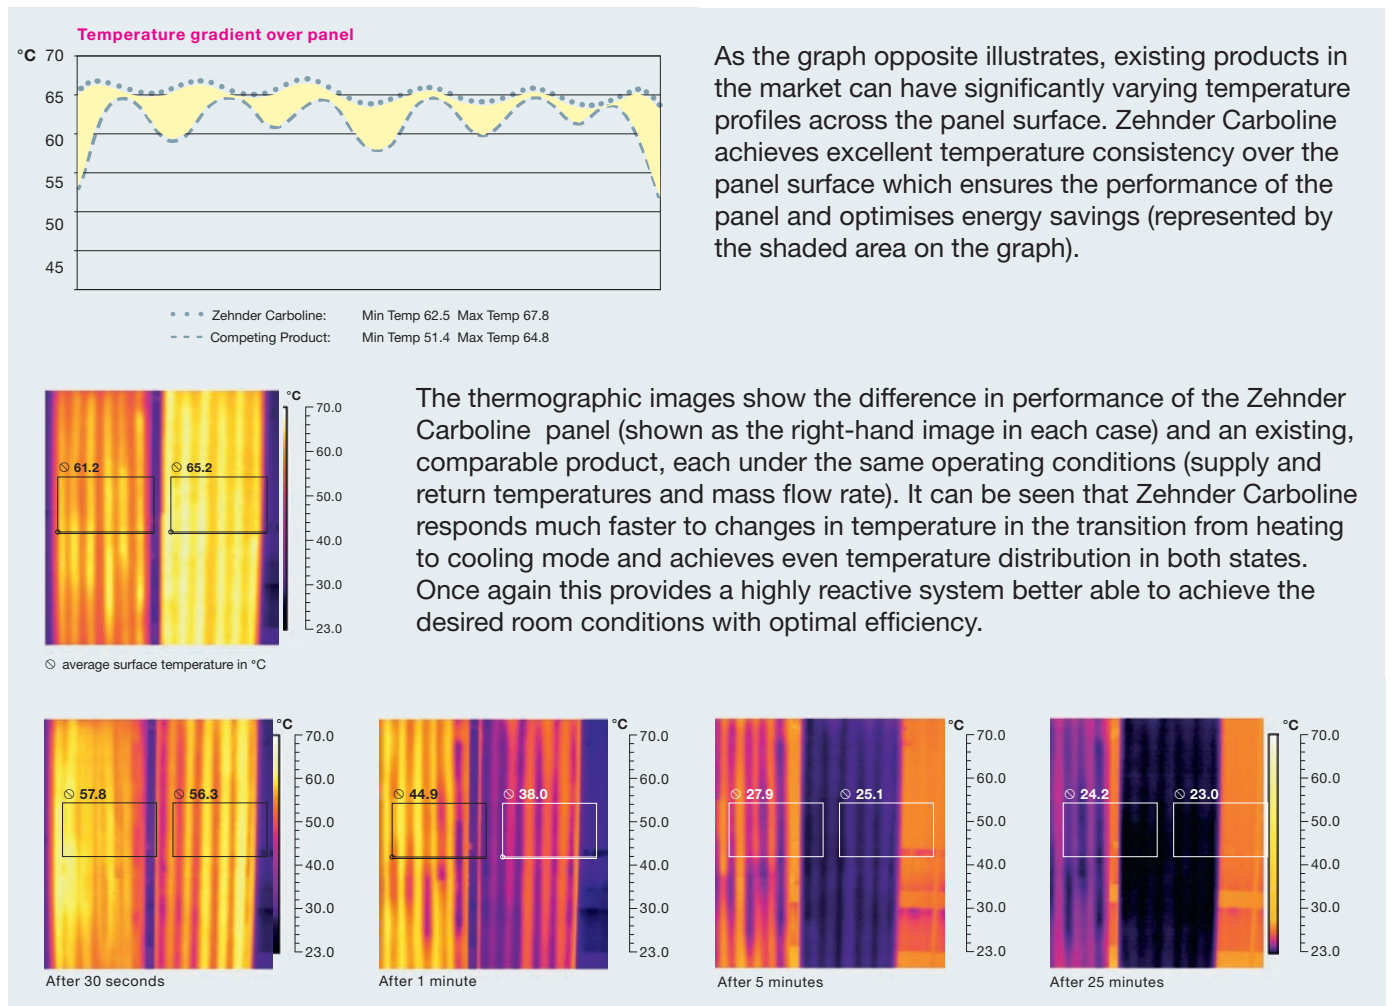 Temperature gradient over panel
°C
70
65
60
55
50
45
Zehnder Carboline: Min Temp 62.5 Max Temp 67.8
Competing Product: Min Temp 51.4 Max Temp 64.8
As the graph opposite illustrates, existing products in
the market can have significantly varying temperature
profiles across the panel surface. Zehnder Carboline
achieves excellent temperature consistency over the
panel surface which ensures the performance of the
panel and optimises energy savings (represented by
the shaded area on the graph).
°C
70.0
60.0
50.0
40.0
30.0
23.0
⦸ 61.2
⦸ 65.2
⦸ average surface temperature in °C
The thermographic images show the difference in performance of the Zehnder
Carboline panel (shown as the right-hand image in each case) and an existing,
comparable product, each under the same operating conditions (supply and
return temperatures and mass flow rate). It can be seen that Zehnder Carboline
responds much faster to changes in temperature in the transition from heating
to cooling mode and achieves even temperature distribution in both states.
Once again this provides a highly reactive system better able to achieve the
desired room conditions with optimal efficiency.
°C
70.0
60.0
50.0
40.0
30.0
23.0
⦸ 57.8
⦸ 56.3
After 30 seconds
°C
70.0
60.0
50.0
40.0
30.0
23.0
⦸ 44.9
⦸ 38.0
After 1 minute
°C
70.0
60.0
50.0
40.0
30.0
23.0
⦸ 27.9
⦸ 25.1
After 5 minutes
°C
70.0
60.0
50.0
40.0
30.0
23.0
⦸ 24.2
⦸ 23.0
After 25 minutes